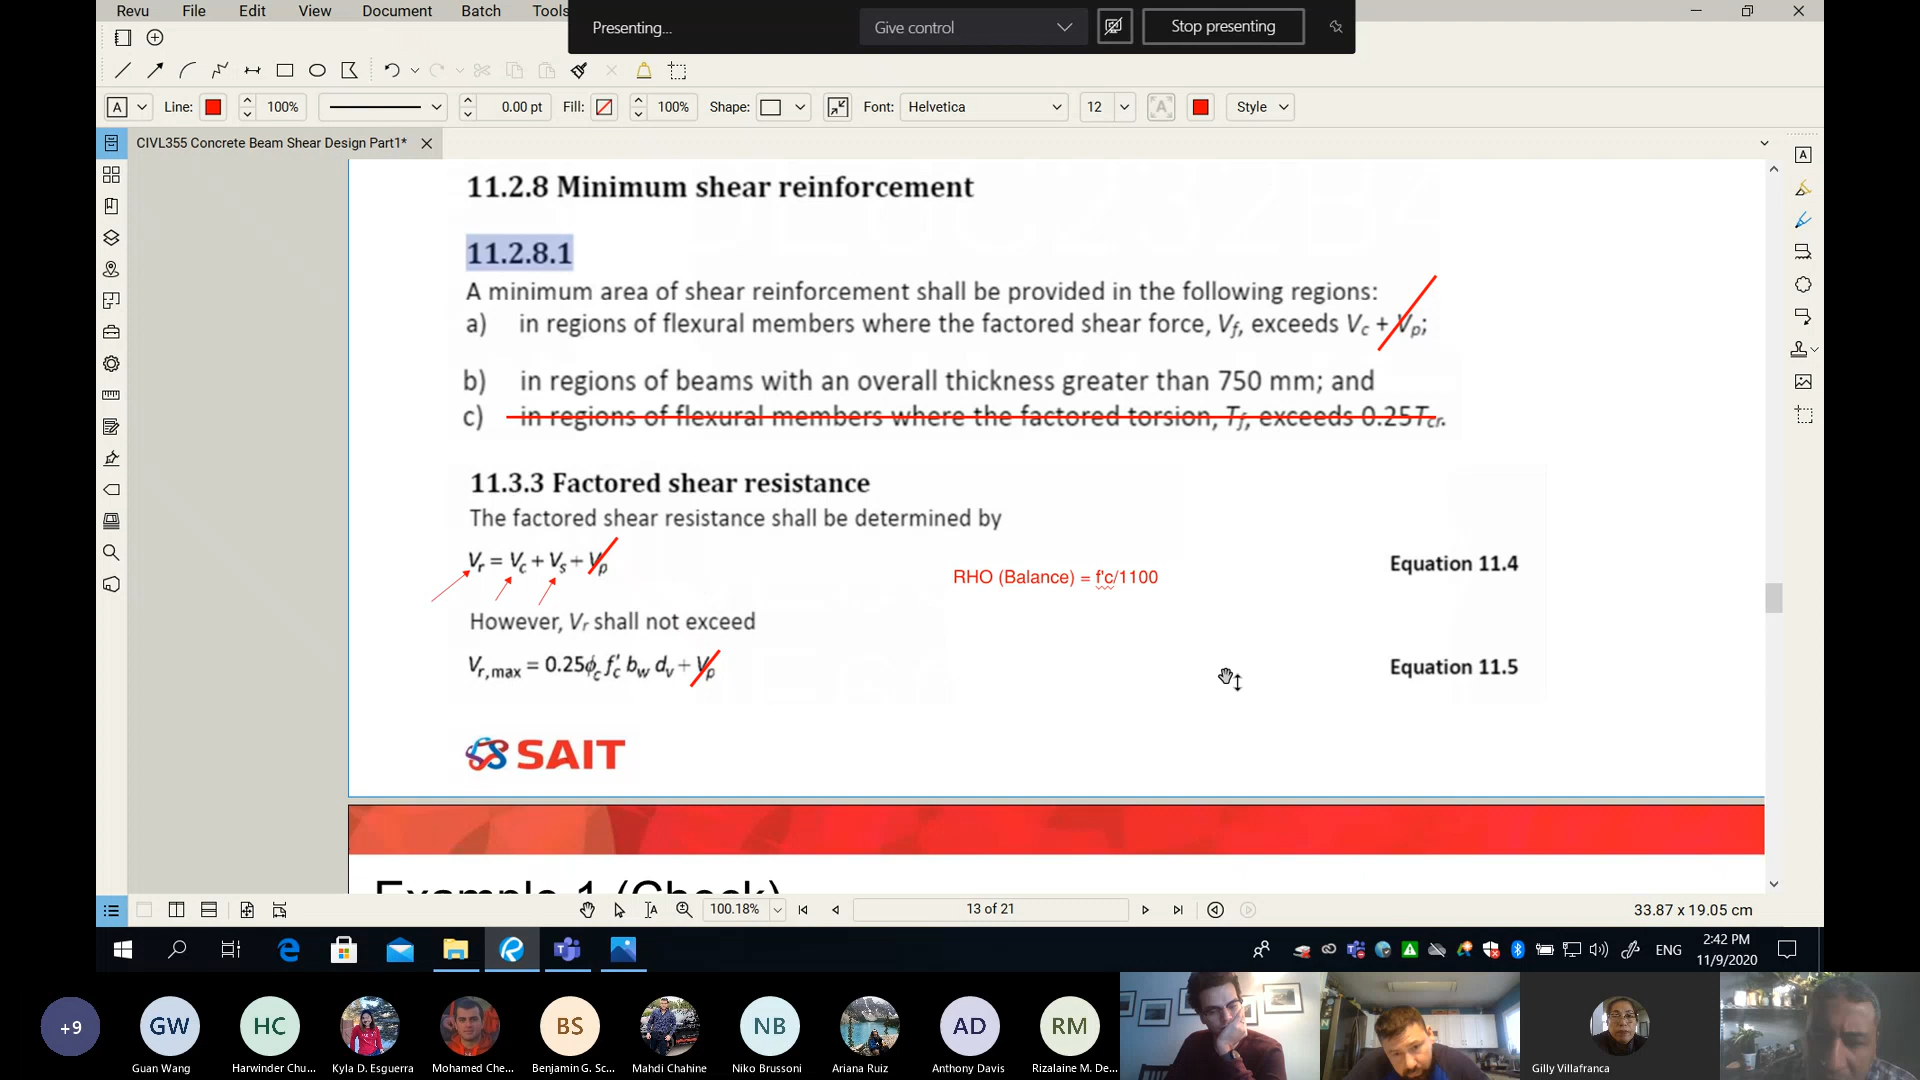 Revu File Edit View Document Batch Tools
Presenting... Give control Stop presenting
Line: 100% 0.00 pt Fill: 100% Shape: Font: Helvetica 12 Style
CIVL355 Concrete Beam Shear Design Part1*
11.2.8 Minimum shear reinforcement
11.2.8.1
A minimum area of shear reinforcement shall be provided in the following regions:
a) in regions of flexural members where the factored shear force, Vf, exceeds Vc + Vp;
b) in regions of beams with an overall thickness greater than 750 mm; and
c) in regions of flexural members where the factored torsion, Tf, exceeds 0.25Tcr.
11.3.3 Factored shear resistance
The factored shear resistance shall be determined by
Vr = Vc + Vs + Vp
RHO (Balance) = f'c/1100
Equation 11.4
However, Vr shall not exceed
Vr,max = 0.25ϕc f'c bw dv + Vp
Equation 11.5
SAIT
Example 1 (Check)
100.18% 13 of 21 33.87 x 19.05 cm
ENG
2:42 PM
11/9/2020
+9 GW HC BS NB AD RM
Guan Wang Harwinder Chu... Kyla D. Esguerra Mohamed Che... Benjamin G. Sc... Mahdi Chahine Niko Brussoni Ariana Ruiz Anthony Davis Rizalaine M. De... Gilly Villafranca